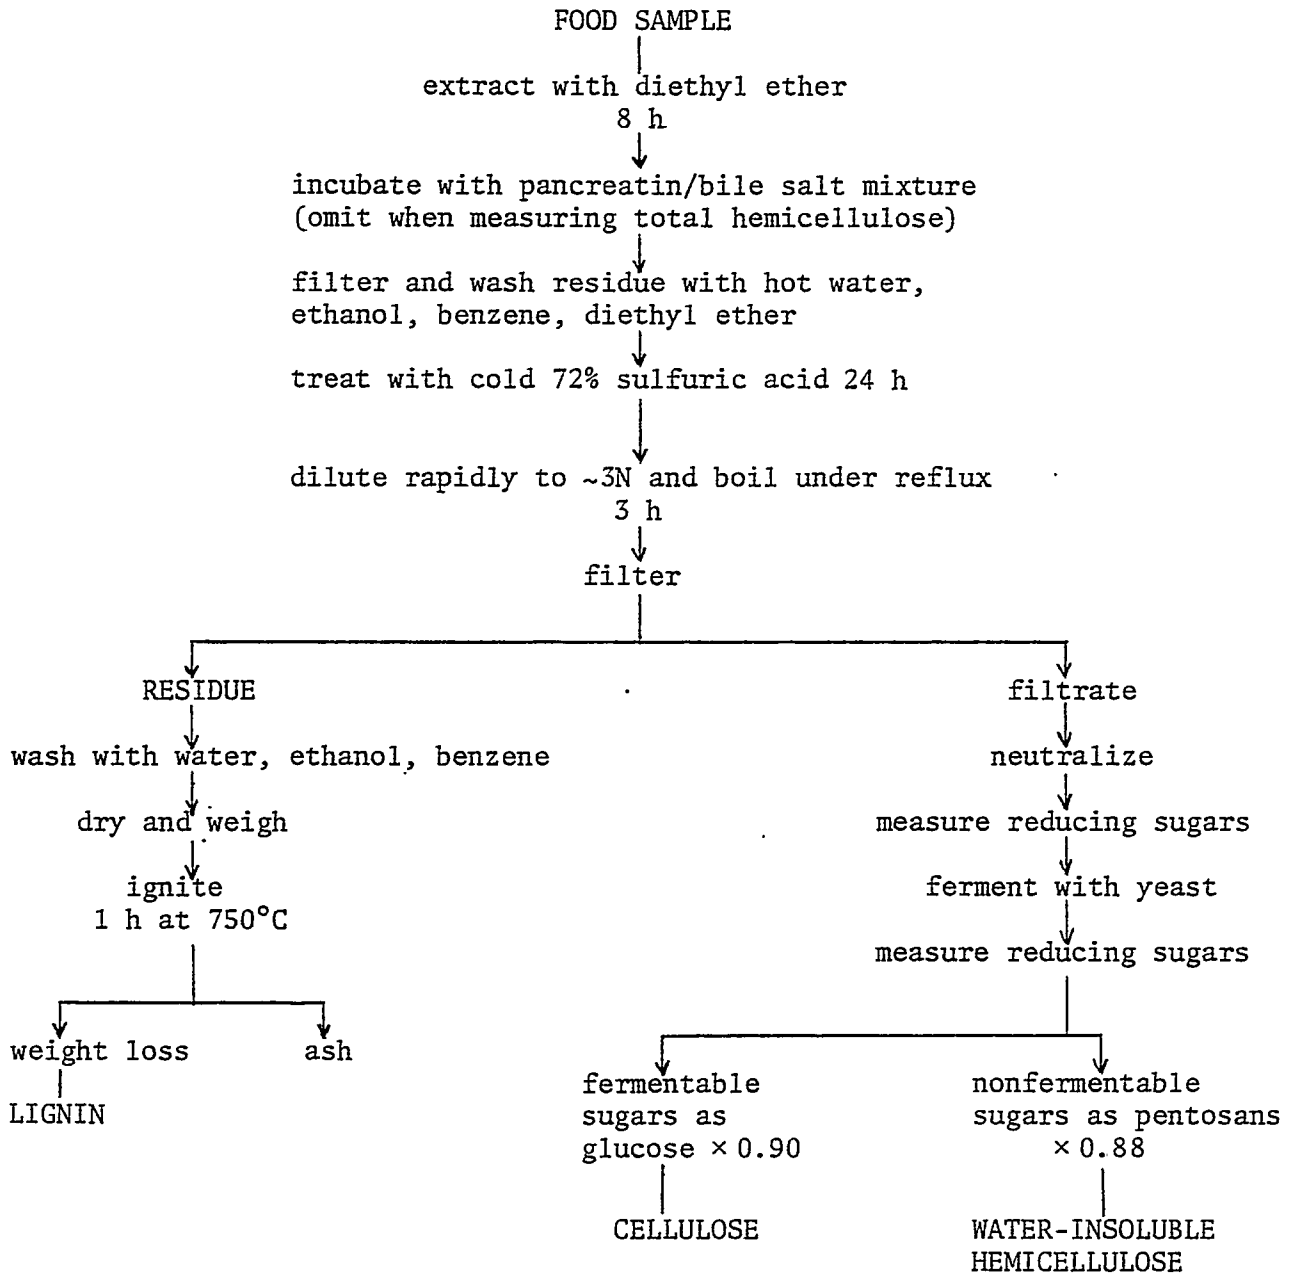 FOOD SAMPLE
extract with diethyl ether
8 h
incubate with pancreatin/bile salt mixture
(omit when measuring total hemicellulose)
filter and wash residue with hot water,
ethanol, benzene, diethyl ether
treat with cold 72% sulfuric acid 24 h
dilute rapidly to ~3N and boil under reflux
3 h
filter
RESIDUE
wash with water, ethanol, benzene
dry and weigh
ignite
1 h at 750°C
weight loss
ash
LIGNIN
filtrate
neutralize
measure reducing sugars
ferment with yeast
measure reducing sugars
fermentable
sugars as
glucose × 0.90
CELLULOSE
nonfermentable
sugars as pentosans
× 0.88
WATER-INSOLUBLE
HEMICELLULOSE